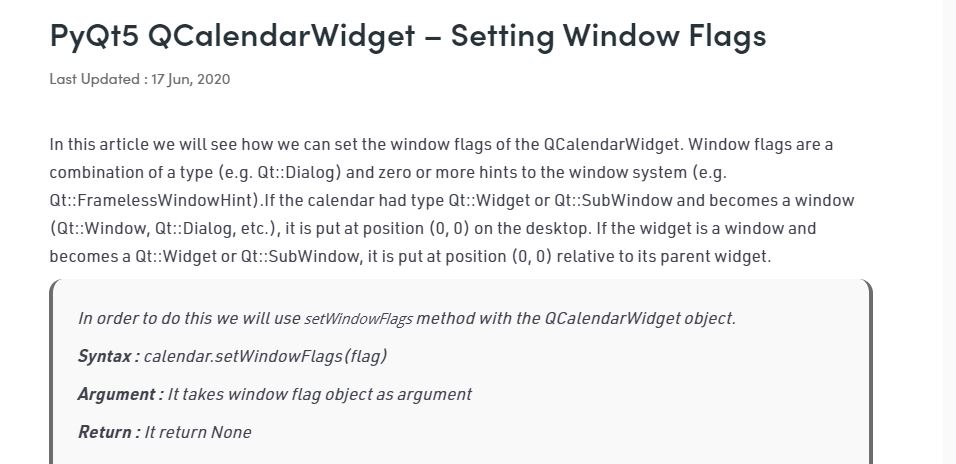 PyQt5 QCalendarWidget – Setting Window Flags
Last Updated : 17 Jun, 2020
In this article we will see how we can set the window flags of the QCalendarWidget. Window flags are a
combination of a type (e.g. Qt::Dialog) and zero or more hints to the window system (e.g.
Qt::FramelessWindowHint).If the calendar had type Qt::Widget or Qt::SubWindow and becomes a window
(Qt::Window, Qt::Dialog, etc.), it is put at position (0, 0) on the desktop. If the widget is a window and
becomes a Qt::Widget or Qt::SubWindow, it is put at position (0, 0) relative to its parent widget.
In order to do this we will use setWindowFlags method with the QCalendarWidget object.
Syntax : calendar.setWindowFlags(flag)
Argument : It takes window flag object as argument
Return : It return None